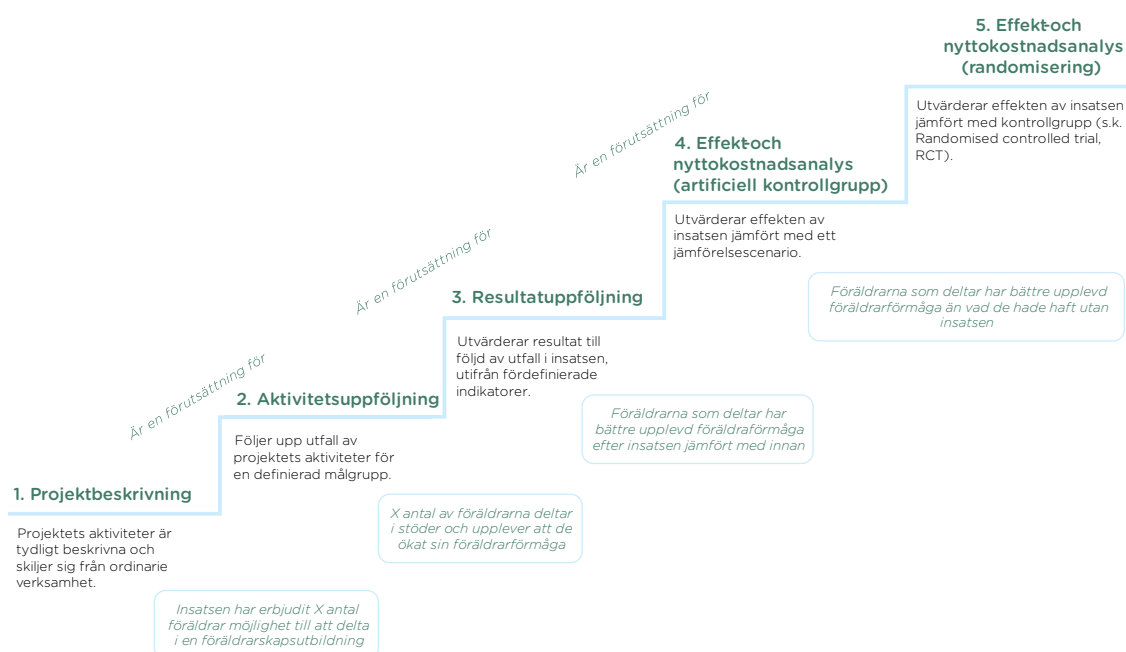 5. Effekt-och
nyttokostnadsanalys
(randomisering)
Utvärderar effekten av insatsen
jämfört med kontrollgrupp (s.k.
Randomised controlled trial,
RCT).
Är en förutsättning för
4. Effekt-och
nyttokostnadsanalys
(artificiell kontrollgrupp)
Utvärderar effekten av
insatsen jämfört med ett
jämförelsescenario.
Föräldrarna som deltar har bättre upplevd
föräldrarförmåga än vad de hade haft utan
insatsen
Är en förutsättning för
3. Resultatuppföljning
Utvärderar resultat till
följd av utfall i insatsen,
utifrån fördefinierade
indikatorer.
Föräldrarna som deltar har
bättre upplevd föräldraförmåga
efter insatsen jämfört med innan
Är en förutsättning för
2. Aktivitetsuppföljning
Följer upp utfall av
projektets aktiviteter för
en definierad målgrupp.
X antal av föräldrarna deltar
i stöder och upplever att de
ökat sin föräldrarförmåga
1. Projektbeskrivning
Projektets aktiviteter är
tydligt beskrivna och
skiljer sig från ordinarie
verksamhet.
Insatsen har erbjudit X antal
föräldrar möjlighet till att delta
i en föräldrarskapsutbildning